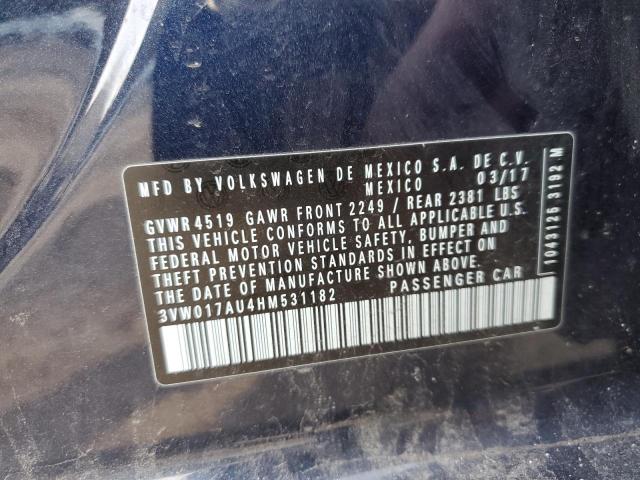 MFD BY VOLKSWAGEN DE MEXICO S.A. DE C.V.
MEXICO 03/17
GVWR 4519 GAWR FRONT 2249 / REAR 2381 LBS
THIS VEHICLE CONFORMS TO ALL APPLICABLE U.S.
FEDERAL MOTOR VEHICLE SAFETY, BUMPER AND
THEFT PREVENTION STANDARDS IN EFFECT ON
THE DATE OF MANUFACTURE SHOWN ABOVE.
3VW017AU4HM531182 PASSENGER CAR
1045125 3192 M